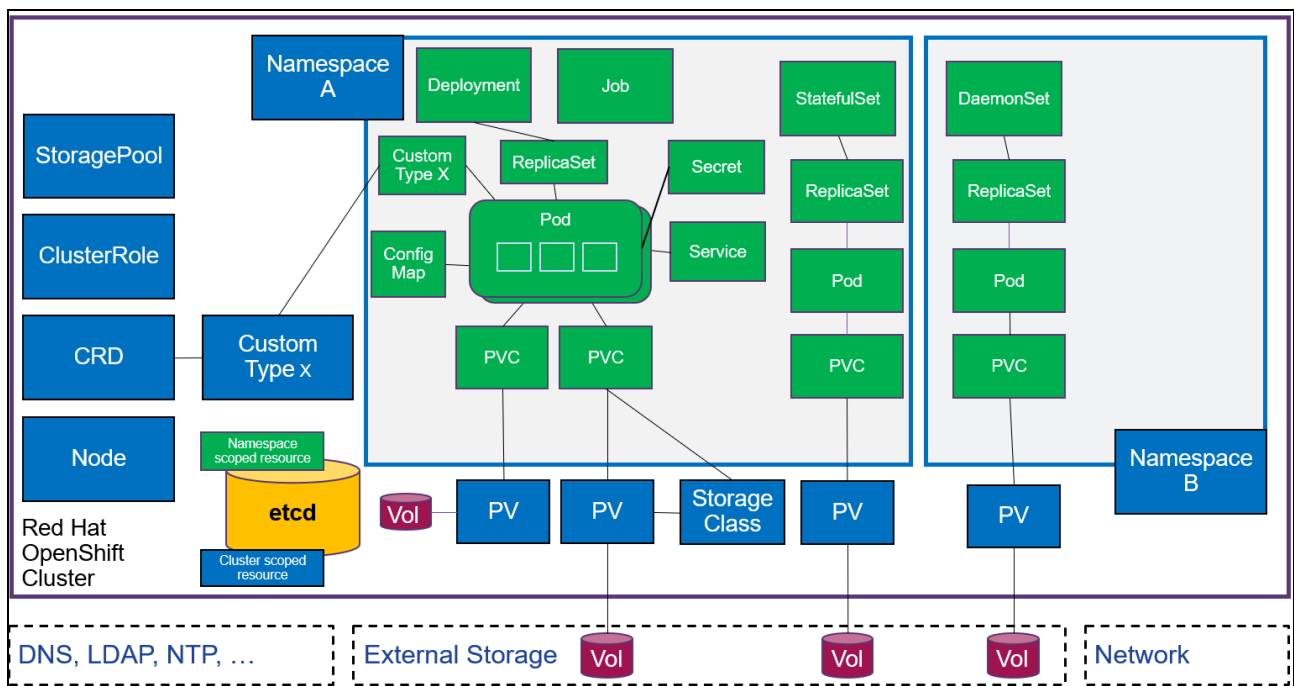 Namespace
A
Deployment
Job
StatefulSet
DaemonSet
StoragePool
Custom
Type X
ReplicaSet
Secret
ReplicaSet
ReplicaSet
ClusterRole
Pod
Config
Map
Service
Pod
Pod
CRD
Custom
Type x
PVC
PVC
PVC
PVC
Node
Namespace
scoped resource
etcd
Cluster scoped
resource
Vol
PV
PV
Storage
Class
PV
PV
Namespace
B
Red Hat
OpenShift
Cluster
DNS, LDAP, NTP, ...
External Storage
Vol
Vol
Vol
Network